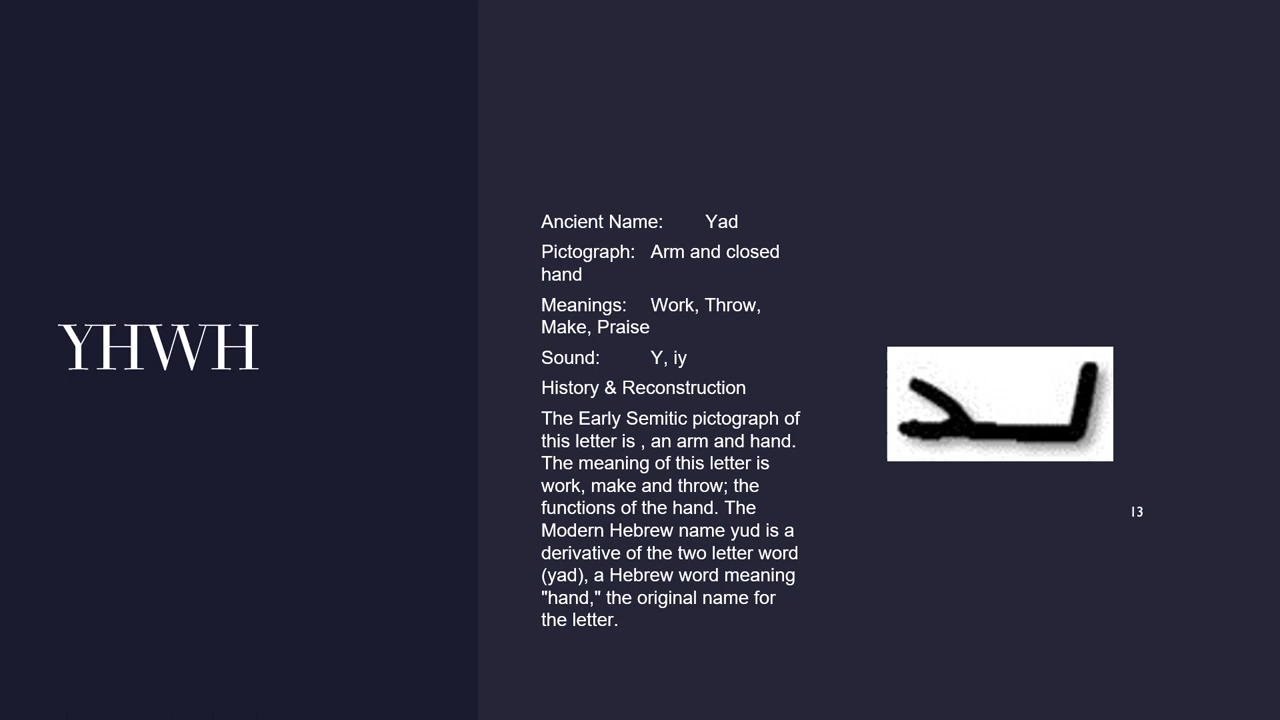 YHWH
Ancient Name: Yad
Pictograph: Arm and closed
hand
Meanings: Work, Throw,
Make, Praise
Sound: Y, iy
History & Reconstruction
The Early Semitic pictograph of
this letter is , an arm and hand.
The meaning of this letter is
work, make and throw; the
functions of the hand. The
Modern Hebrew name yud is a
derivative of the two letter word
(yad), a Hebrew word meaning
"hand," the original name for
the letter.
13